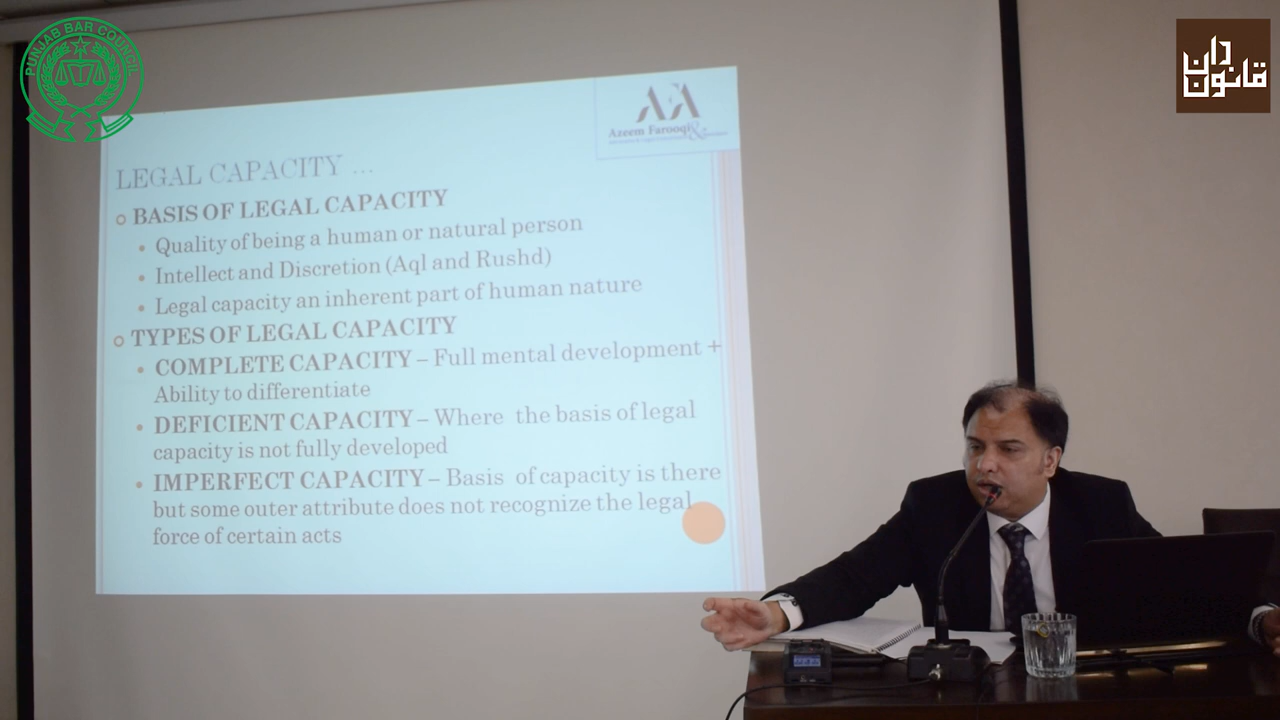 PUNJAB BAR COUNCIL
قانون دان
AFA
Azeem Farooqi &
LEGAL CAPACITY ...
BASIS OF LEGAL CAPACITY
• Quality of being a human or natural person
• Intellect and Discretion (Aql and Rushd)
• Legal capacity an inherent part of human nature
TYPES OF LEGAL CAPACITY
• COMPLETE CAPACITY – Full mental development +
Ability to differentiate
• DEFICIENT CAPACITY – Where the basis of legal
capacity is not fully developed
• IMPERFECT CAPACITY – Basis of capacity is there
but some outer attribute does not recognize the legal
force of certain acts